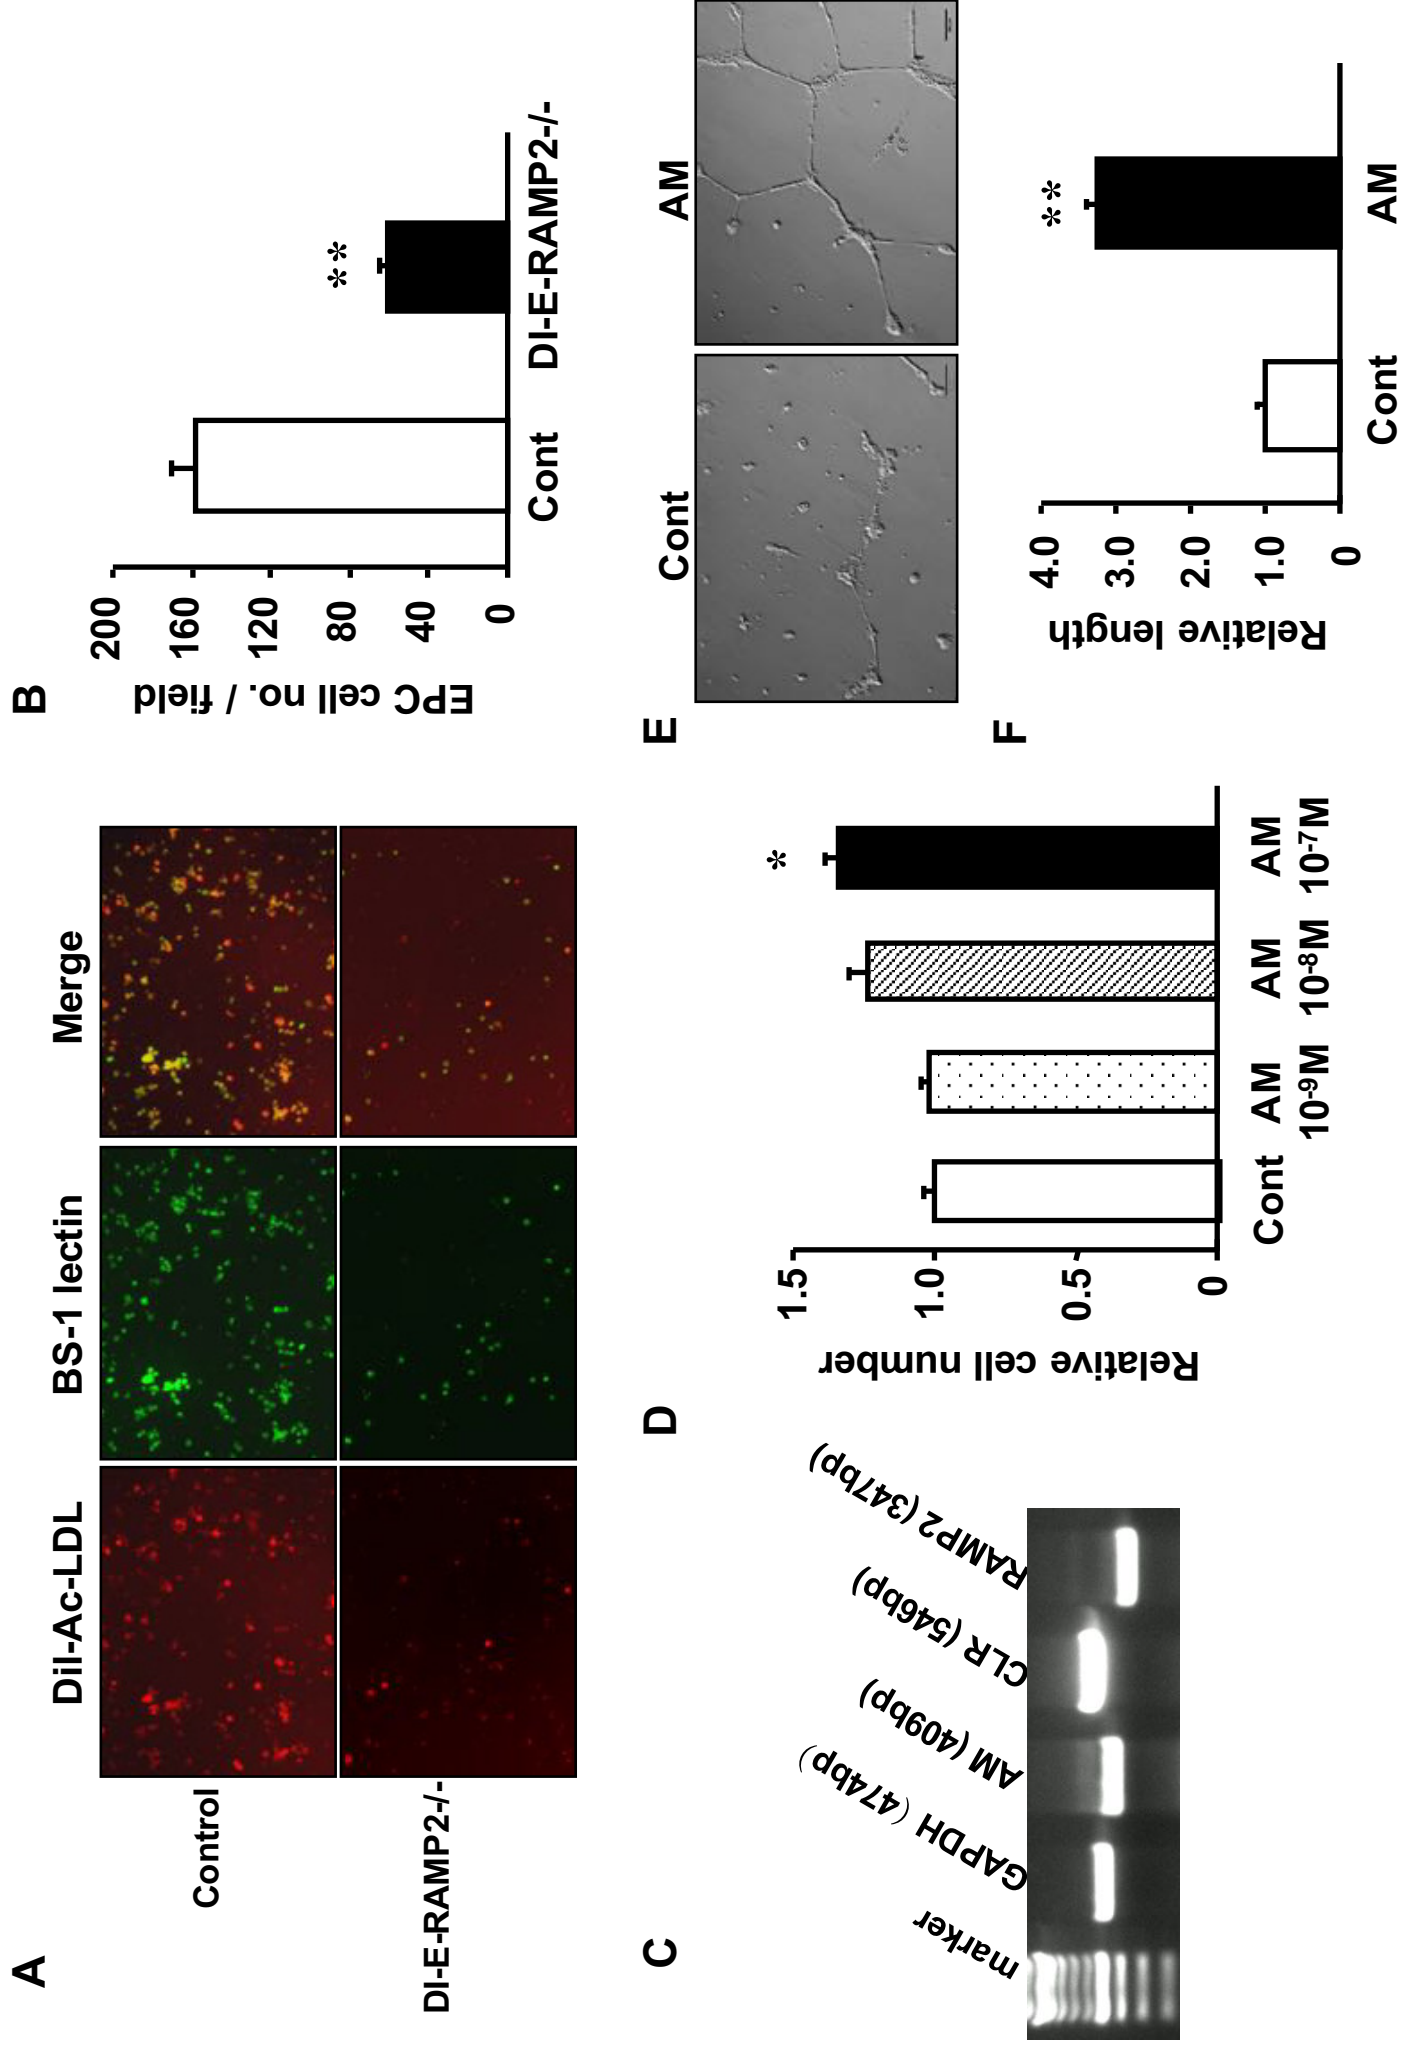 A
Dil-Ac-LDL
BS-1 lectin
Merge
Control
DI-E-RAMP2-/-
B
EPC cell no. / field
200
160
120
80
40
0
**
Cont
DI-E-RAMP2-/-
C
marker
GAPDH (474bp)
AM (409bp)
CLR (546bp)
RAMP2 (347bp)
D
Relative cell number
1.5
1.0
0.5
0
*
Cont
AM
10-9M
AM
10-8M
AM
10-7M
E
Cont
AM
F
Relative length
4.0
3.0
2.0
1.0
0
**
Cont
AM